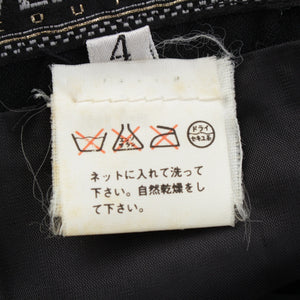 4
ドライ
セキユ系
ネットに入れて洗って
下さい。自然乾燥をし
て下さい。